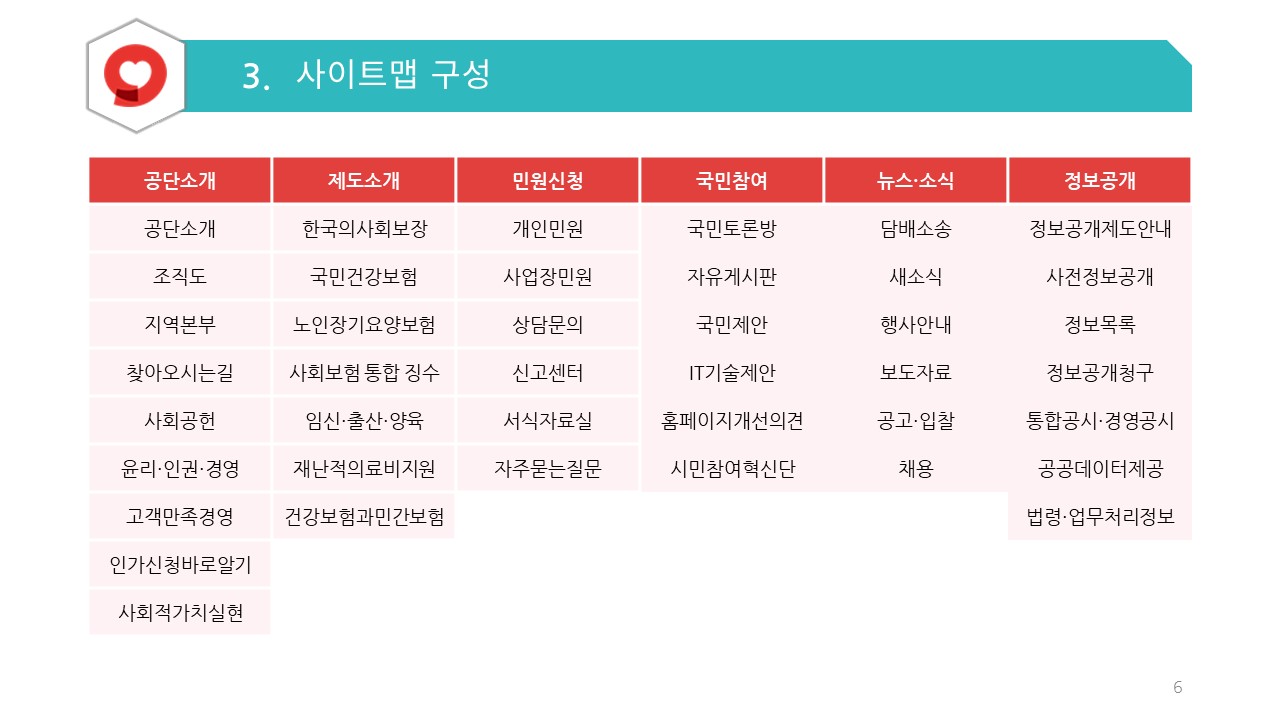 3. 사이트맵 구성
공단소개 제도소개 민원신청 국민참여 뉴스·소식 정보공개
공단소개 한국의사회보장 개인민원 국민토론방 담배소송 정보공개제도안내
조직도 국민건강보험 사업장민원 자유게시판 새소식 사전정보공개
지역본부 노인장기요양보험 상담문의 국민제안 행사안내 정보목록
찾아오시는길 사회보험 통합 징수 신고센터 IT기술제안 보도자료 정보공개청구
사회공헌 임신·출산·양육 서식자료실 홈페이지개선의견 공고·입찰 통합공시·경영공시
윤리·인권·경영 재난적의료비지원 자주묻는질문 시민참여혁신단 채용 공공데이터제공
고객만족경영 건강보험과민간보험 법령·업무처리정보
인가신청바로알기
사회적가치실현
6